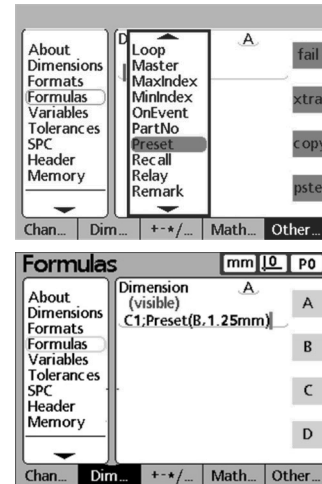 D
A
About
Dimensions
Formats
Formulas
Variables
Tolerances
SPC
Header
Memory
Loop
Master
MaxIndex
MinIndex
OnEvent
PartNo
Preset
Recall
Relay
Remark
fail
xtra
copy
pste
Chan... Dim... +-*/... Math... Other...
Formulas mm .0 P0
About
Dimensions
Formats
Formulas
Variables
Tolerances
SPC
Header
Memory
Dimension A
(visible)
C1;Preset(B,1.25mm)
A
B
C
D
Chan... Dim... +-*/... Math... Other...